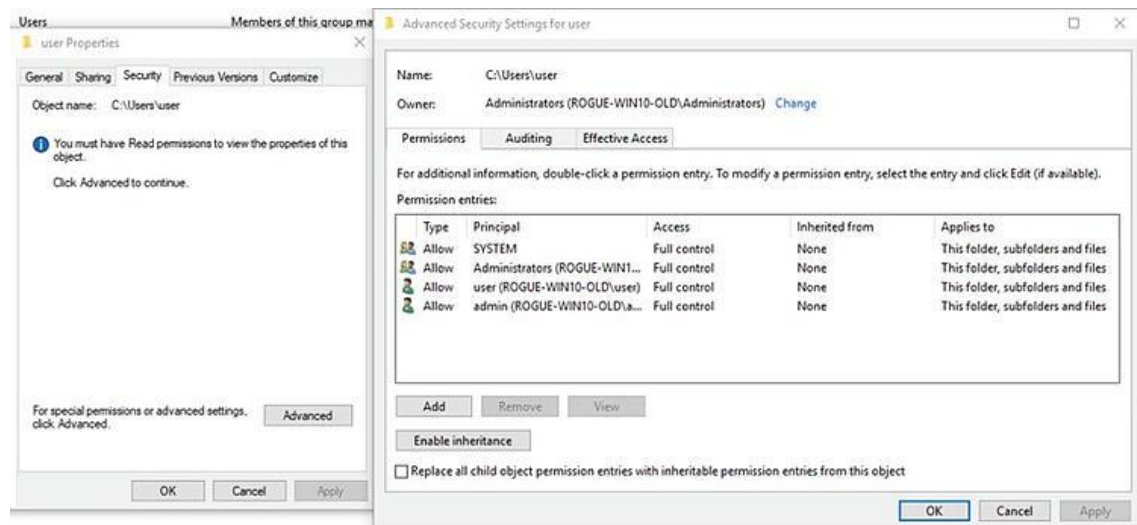 Users Members of this group ma
user Properties
General Sharing Security Previous Versions Customize
Object name: C:\Users\user
You must have Read permissions to view the properties of this
object.
Click Advanced to continue.
For special permissions or advanced settings,
click Advanced.
Advanced
OK Cancel Apply
Advanced Security Settings for user
Name: C:\Users\user
Owner: Administrators (ROGUE-WIN10-OLD\Administrators) Change
Permissions Auditing Effective Access
For additional information, double-click a permission entry. To modify a permission entry, select the entry and click Edit (if available).
Permission entries:
Type Principal Access Inherited from Applies to
Allow SYSTEM Full control None This folder, subfolders and files
Allow Administrators (ROGUE-WIN1... Full control None This folder, subfolders and files
Allow user (ROGUE-WIN10-OLD\user) Full control None This folder, subfolders and files
Allow admin (ROGUE-WIN10-OLD\a... Full control None This folder, subfolders and files
Add Remove View
Enable inheritance
Replace all child object permission entries with inheritable permission entries from this object
OK Cancel Apply